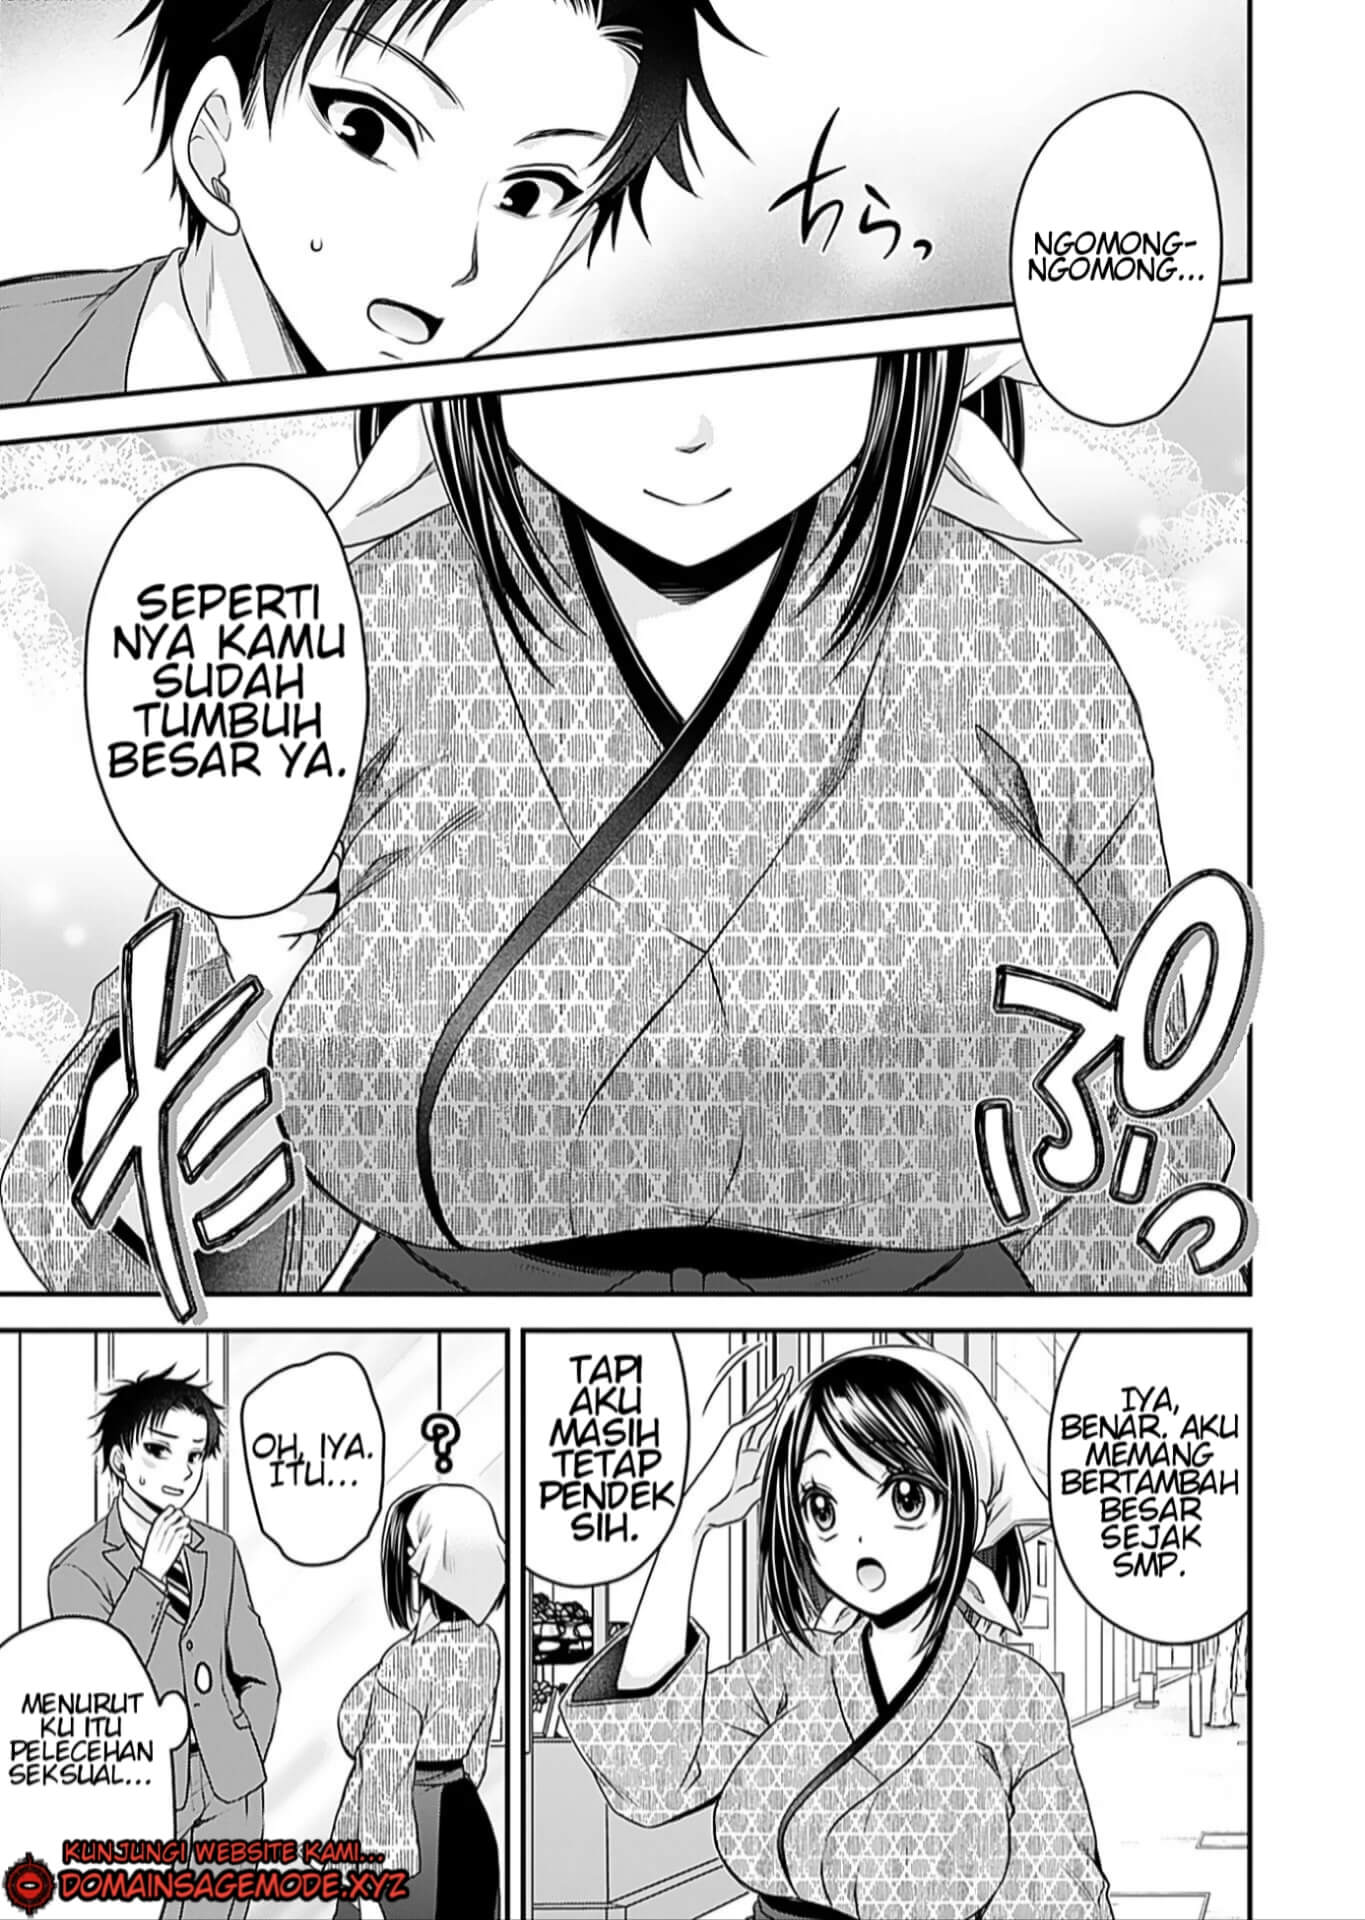 NGOMONG-
NGOMONG...
ちらっ
SEPERTI
NYA KAMU
SUDAH
TUMBUH
BESAR YA.
ぷっ
IYA,
BENAR. AKU
MEMANG
BERTAMBAH
BESAR
SEJAK
SMP.
TAPI
AKU
MASIH
TETAP
PENDEK
SIH.
OH, IYA.
ITU...
?
MENURUT
KU ITU
PELECEHAN
SEKSUAL...
KUNJUNGI WEBSITE KAMI...
DOMAINSAGEMODE.XYZ